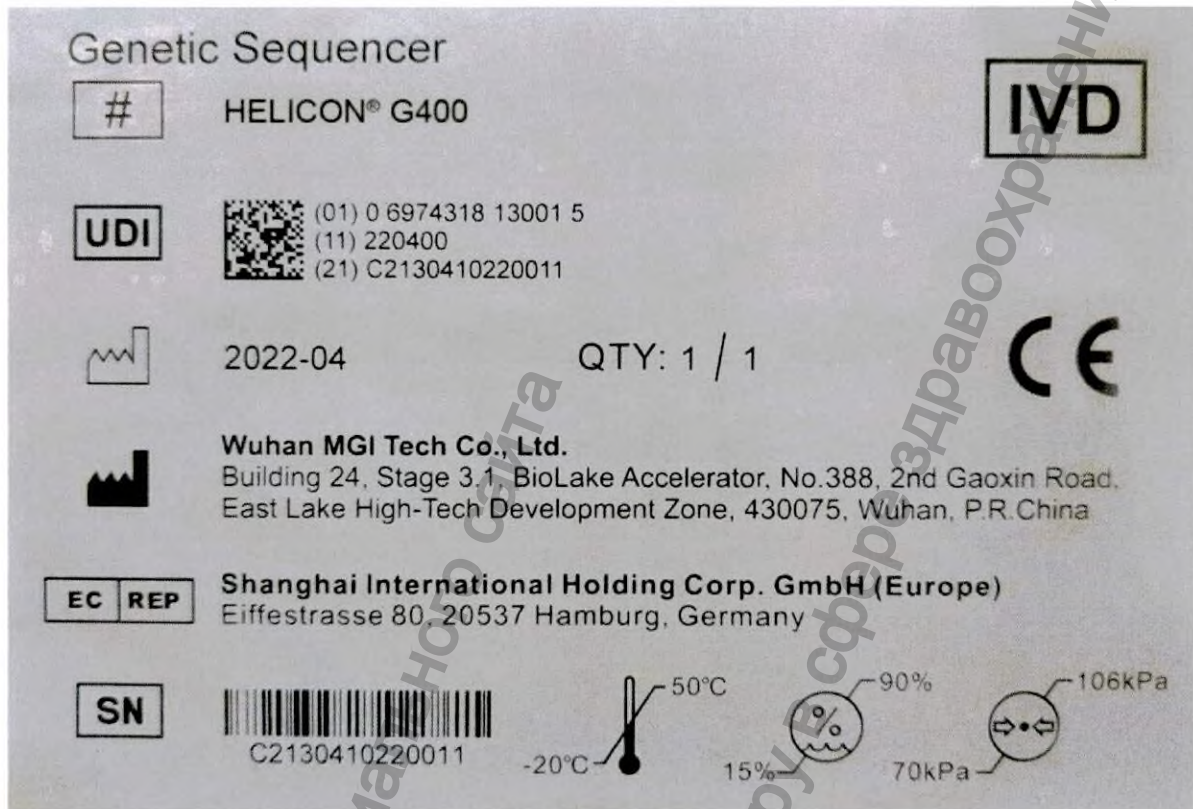 Genetic Sequencer
# HELICON® G400
IVD
UDI
(01) 0 6974318 13001 5
(11) 220400
(21) C2130410220011
2022-04 QTY: 1 / 1
CE
Wuhan MGI Tech Co., Ltd.
Building 24, Stage 3.1, BioLake Accelerator, No.388, 2nd Gaoxin Road,
East Lake High-Tech Development Zone, 430075, Wuhan, P.R.China
EC REP
Shanghai International Holding Corp. GmbH (Europe)
Eiffestrasse 80, 20537 Hamburg, Germany
SN
C2130410220011
50°C
-20°C
90%
%
15%
106kPa
70kPa
сайта
сфере здравоохранения